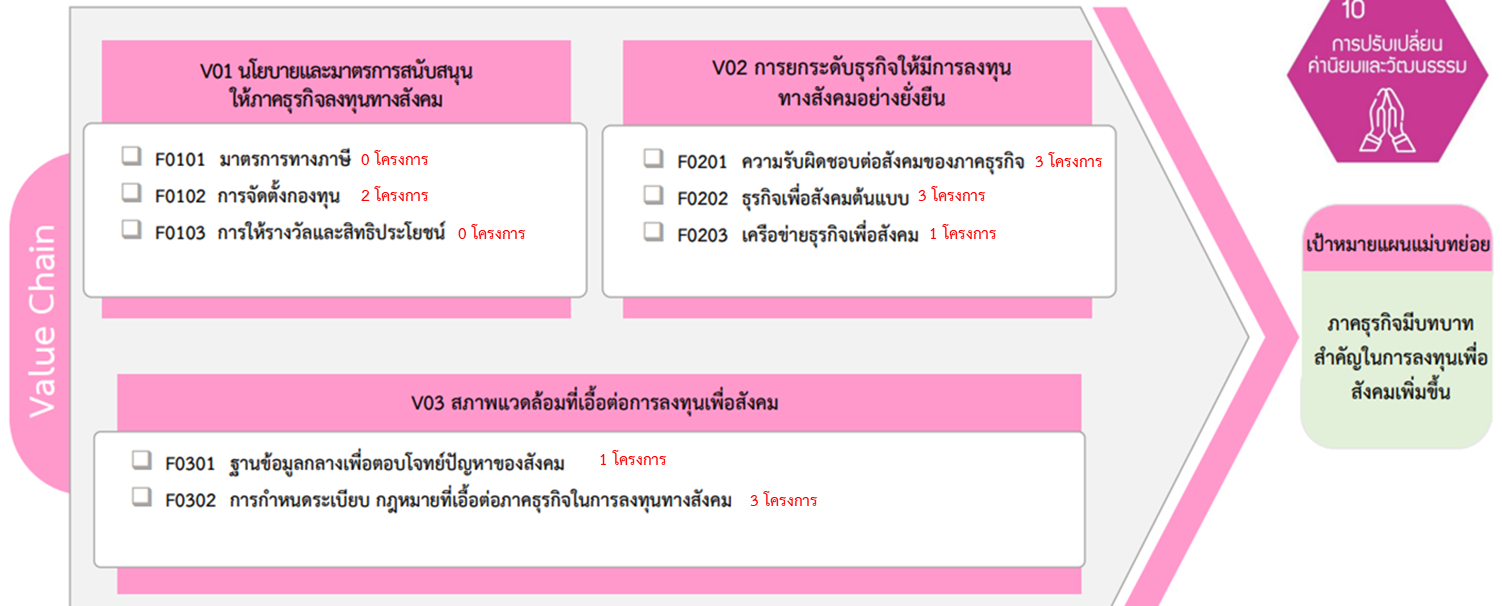 Value Chain
V01 นโยบายและมาตรการสนับสนุน
ให้ภาคธุรกิจลงทุนทางสังคม
F0101 มาตรการทางภาษี 0 โครงการ
F0102 การจัดตั้งกองทุน 2 โครงการ
F0103 การให้รางวัลและสิทธิประโยชน์ 0 โครงการ
V02 การยกระดับธุรกิจให้มีการลงทุน
ทางสังคมอย่างยั่งยืน
F0201 ความรับผิดชอบต่อสังคมของภาคธุรกิจ 3 โครงการ
F0202 ธุรกิจเพื่อสังคมต้นแบบ 3 โครงการ
F0203 เครือข่ายธุรกิจเพื่อสังคม 1 โครงการ
V03 สภาพแวดล้อมที่เอื้อต่อการลงทุนเพื่อสังคม
F0301 ฐานข้อมูลกลางเพื่อตอบโจทย์ปัญหาของสังคม 1 โครงการ
F0302 การกำหนดระเบียบ กฎหมายที่เอื้อต่อภาคธุรกิจในการลงทุนทางสังคม 3 โครงการ
10
การปรับเปลี่ยน
ค่านิยมและวัฒนธรรม
เป้าหมายแผนแม่บทย่อย
ภาคธุรกิจมีบทบาท
สำคัญในการลงทุนเพื่อ
สังคมเพิ่มขึ้น